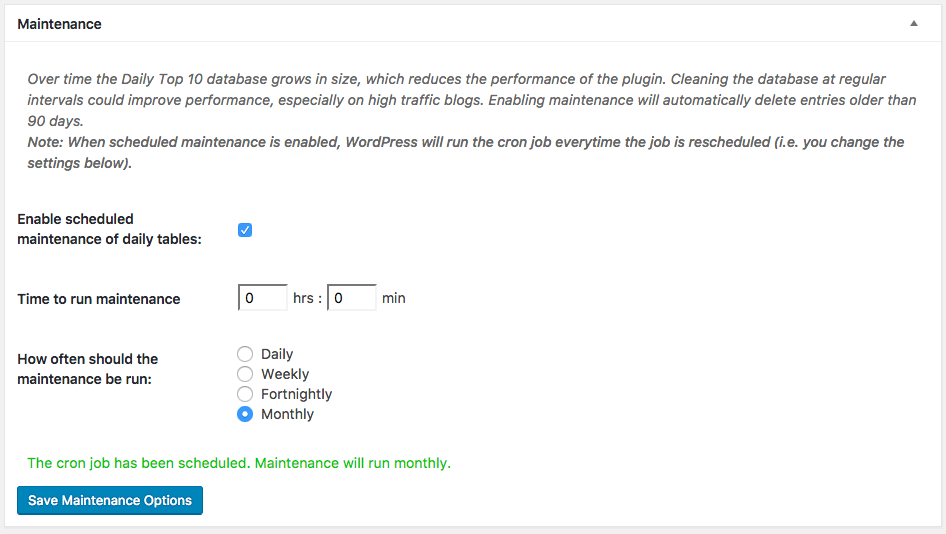 Maintenance
Over time the Daily Top 10 database grows in size, which reduces the performance of the plugin. Cleaning the database at regular
intervals could improve performance, especially on high traffic blogs. Enabling maintenance will automatically delete entries older than
90 days.
Note: When scheduled maintenance is enabled, WordPress will run the cron job everytime the job is rescheduled (i.e. you change the
settings below).
Enable scheduled
maintenance of daily tables:
Time to run maintenance 0 hrs : 0 min
How often should the
maintenance be run:
Daily
Weekly
Fortnightly
Monthly
The cron job has been scheduled. Maintenance will run monthly.
Save Maintenance Options